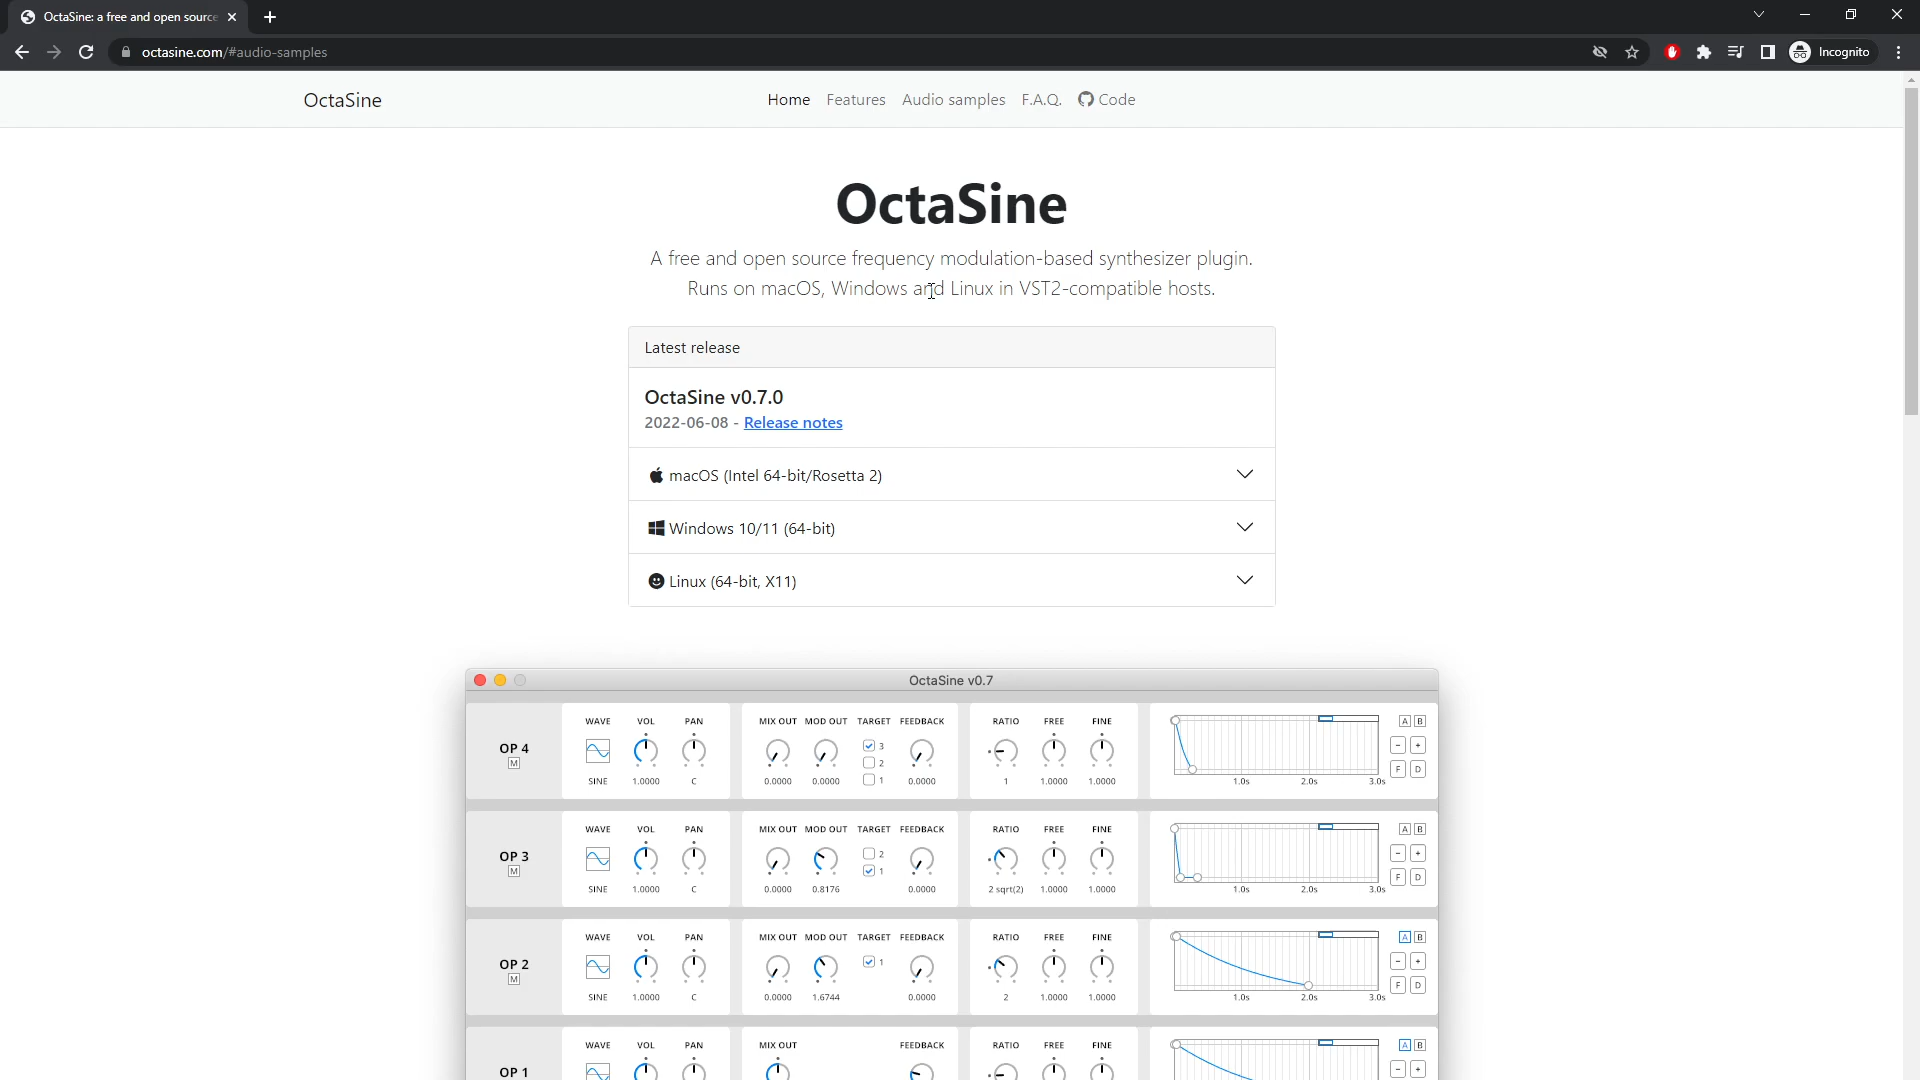 OctaSine: a free and open source
octasine.com/#audio-samples
Incognito
OctaSine
Home Features Audio samples F.A.Q. Code
OctaSine
A free and open source frequency modulation-based synthesizer plugin.
Runs on macOS, Windows and Linux in VST2-compatible hosts.
Latest release
OctaSine v0.7.0
2022-06-08 - Release notes
macOS (Intel 64-bit/Rosetta 2)
Windows 10/11 (64-bit)
Linux (64-bit, X11)
OctaSine v0.7
WAVE VOL PAN MIX OUT MOD OUT TARGET FEEDBACK RATIO FREE FINE A B
OP 4 3 - +
M 2 F D
1
SINE 1.0000 C 0.0000 0.0000 0.0000 1 1.0000 1.0000 1.0s 2.0s 3.0s
WAVE VOL PAN MIX OUT MOD OUT TARGET FEEDBACK RATIO FREE FINE A B
OP 3 2 - +
M 1 F D
SINE 1.0000 C 0.0000 0.8176 0.0000 2 sqrt(2) 1.0000 1.0000 1.0s 2.0s 3.0s
WAVE VOL PAN MIX OUT MOD OUT TARGET FEEDBACK RATIO FREE FINE A B
OP 2 1 - +
M F D
SINE 1.0000 C 0.0000 1.6744 0.0000 2 1.0000 1.0000 1.0s 2.0s 3.0s
WAVE VOL PAN MIX OUT FEEDBACK RATIO FREE FINE A B
OP 1 - +